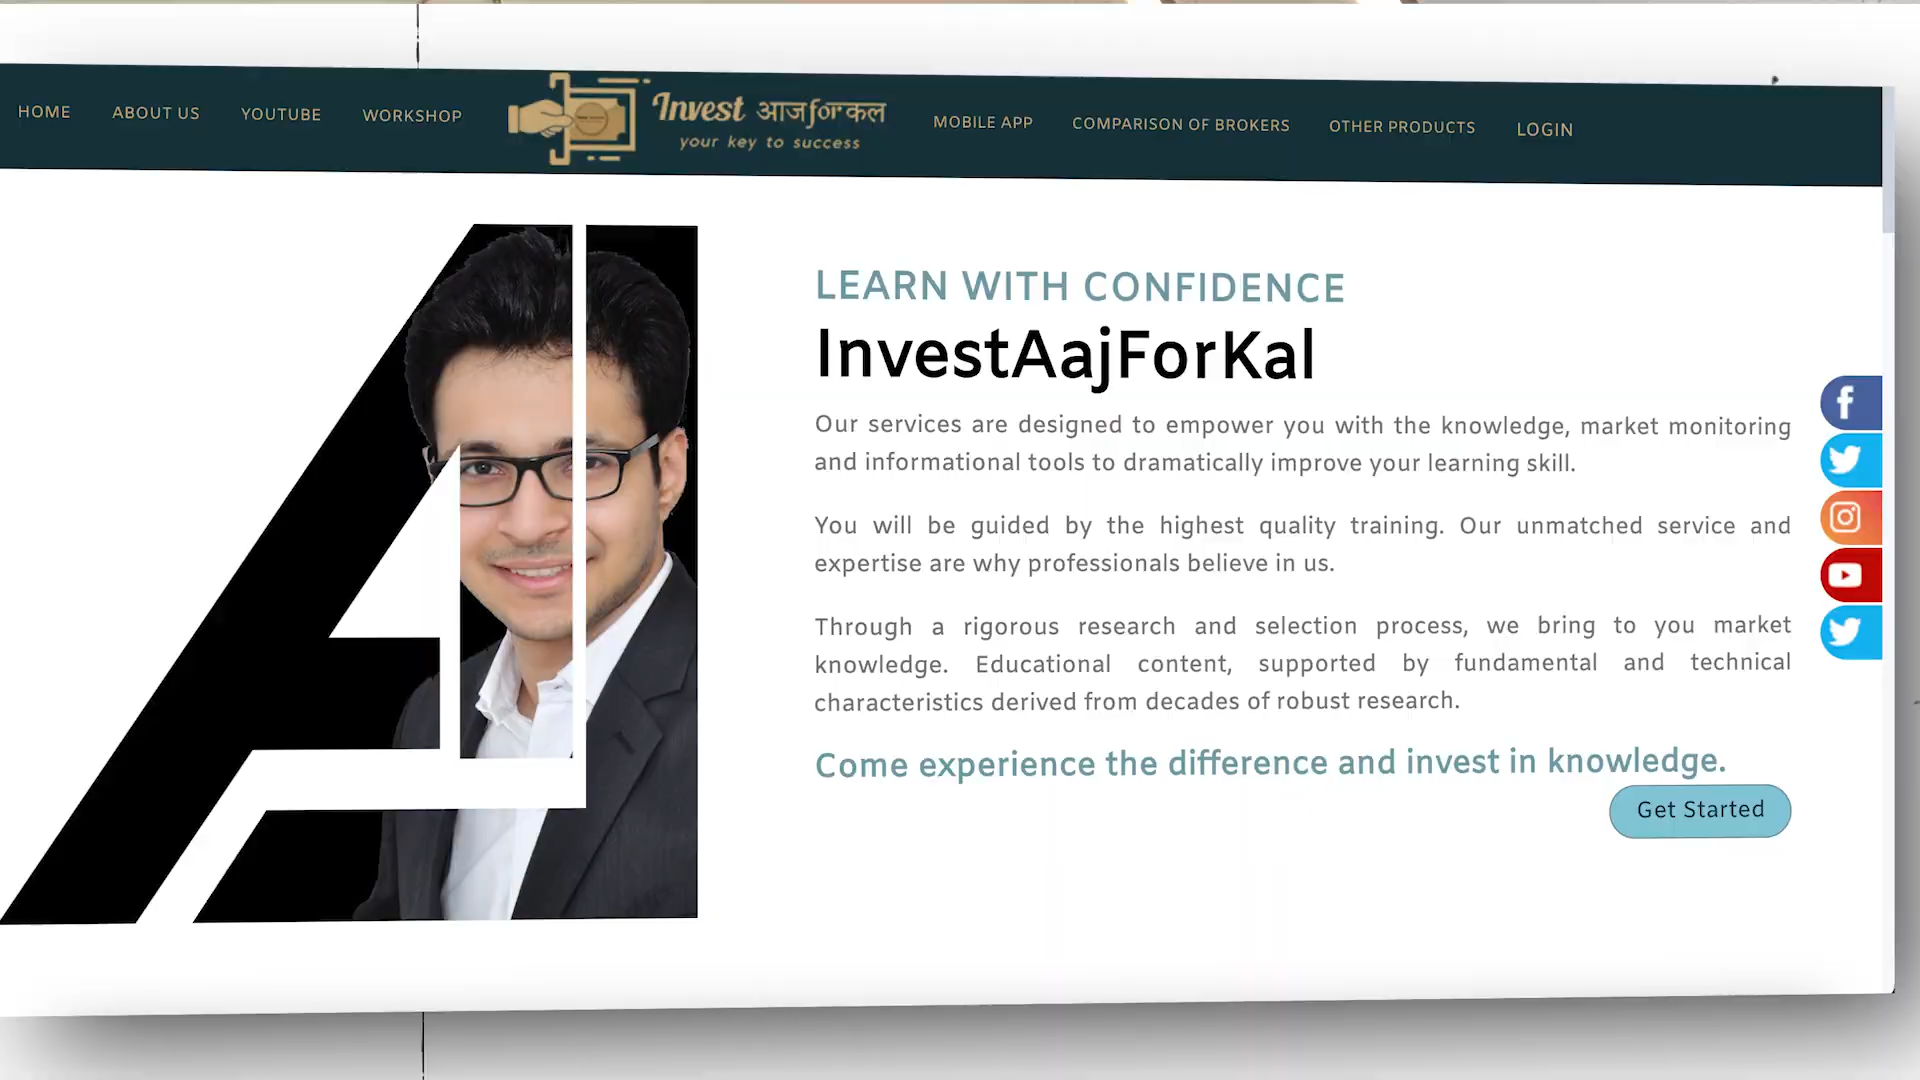 HOME ABOUT US YOUTUBE WORKSHOP Invest आजforकल MOBILE APP COMPARISON OF BROKERS OTHER PRODUCTS LOGIN
your key to success
LEARN WITH CONFIDENCE
InvestAajForKal
Our services are designed to empower you with the knowledge, market monitoring
and informational tools to dramatically improve your learning skill.
You will be guided by the highest quality training. Our unmatched service and
expertise are why professionals believe in us.
Through a rigorous research and selection process, we bring to you market
knowledge. Educational content, supported by fundamental and technical
characteristics derived from decades of robust research.
Come experience the difference and invest in knowledge.
Get Started